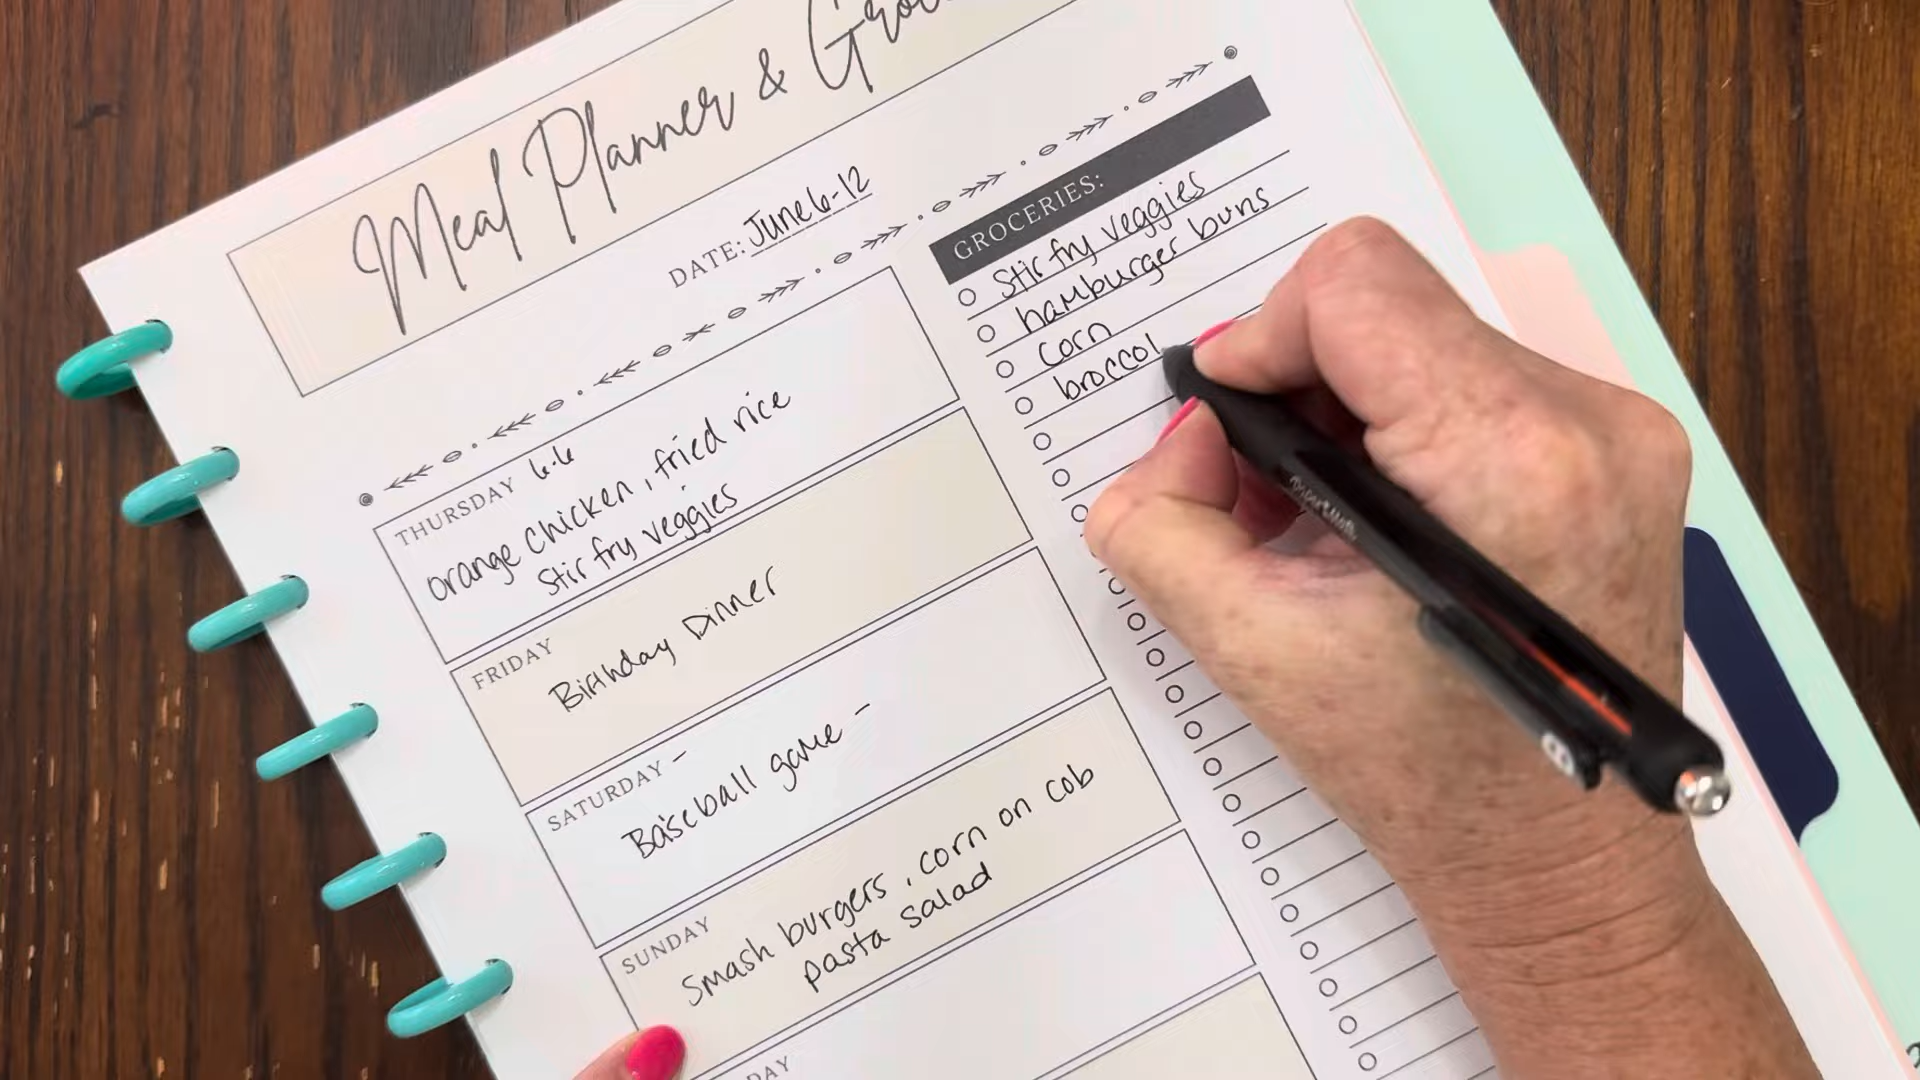 Meal Planner & Gro
DATE: June 6-12
THURSDAY 6.6
orange chicken, fried rice
stir fry veggies
FRIDAY
Birthday Dinner
SATURDAY -
Baseball game -
SUNDAY
Smash burgers, corn on cob
pasta salad
DAY
GROCERIES:
Stir fry veggies
hamburger buns
corn
broccol